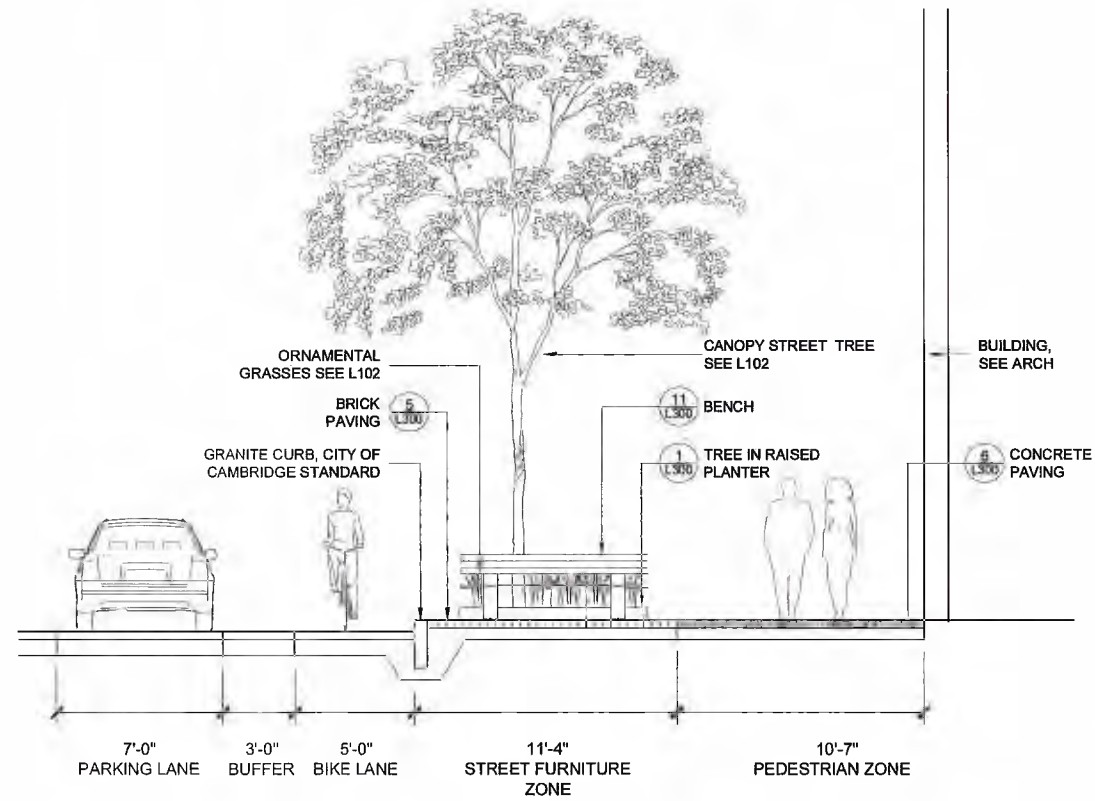 ORNAMENTAL
GRASSES SEE L102
CANOPY STREET TREE
SEE L102
BUILDING,
SEE ARCH
BRICK
PAVING
5
L300
11
L300
BENCH
GRANITE CURB, CITY OF
CAMBRIDGE STANDARD
1
L300
TREE IN RAISED
PLANTER
6
L300
CONCRETE
PAVING
7'-0"
PARKING LANE
3'-0"
BUFFER
5'-0"
BIKE LANE
11'-4"
STREET FURNITURE
ZONE
10'-7"
PEDESTRIAN ZONE